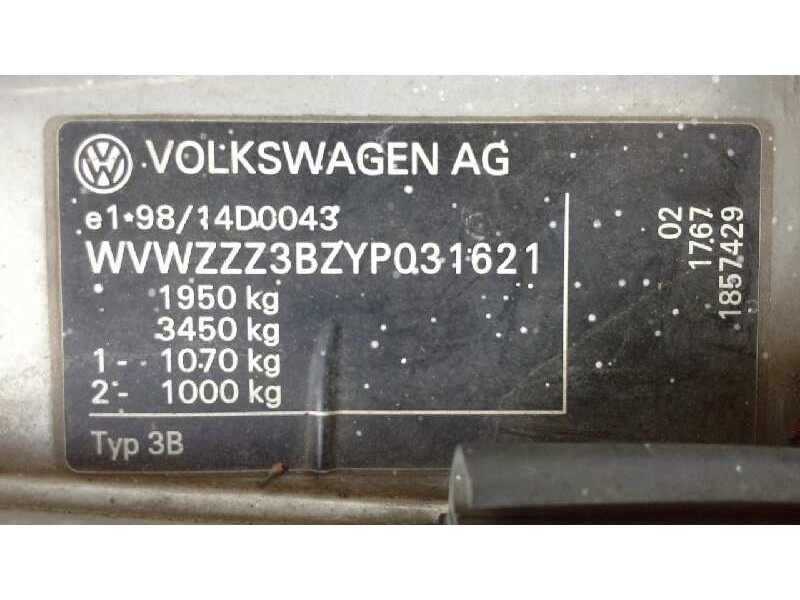 VOLKSWAGEN AG
e1*98/14D0043
WVWZZZ3BZYP031621
1950 kg
3450 kg
1- 1070 kg
2- 1000 kg
Typ 3B
02
1767
1857429